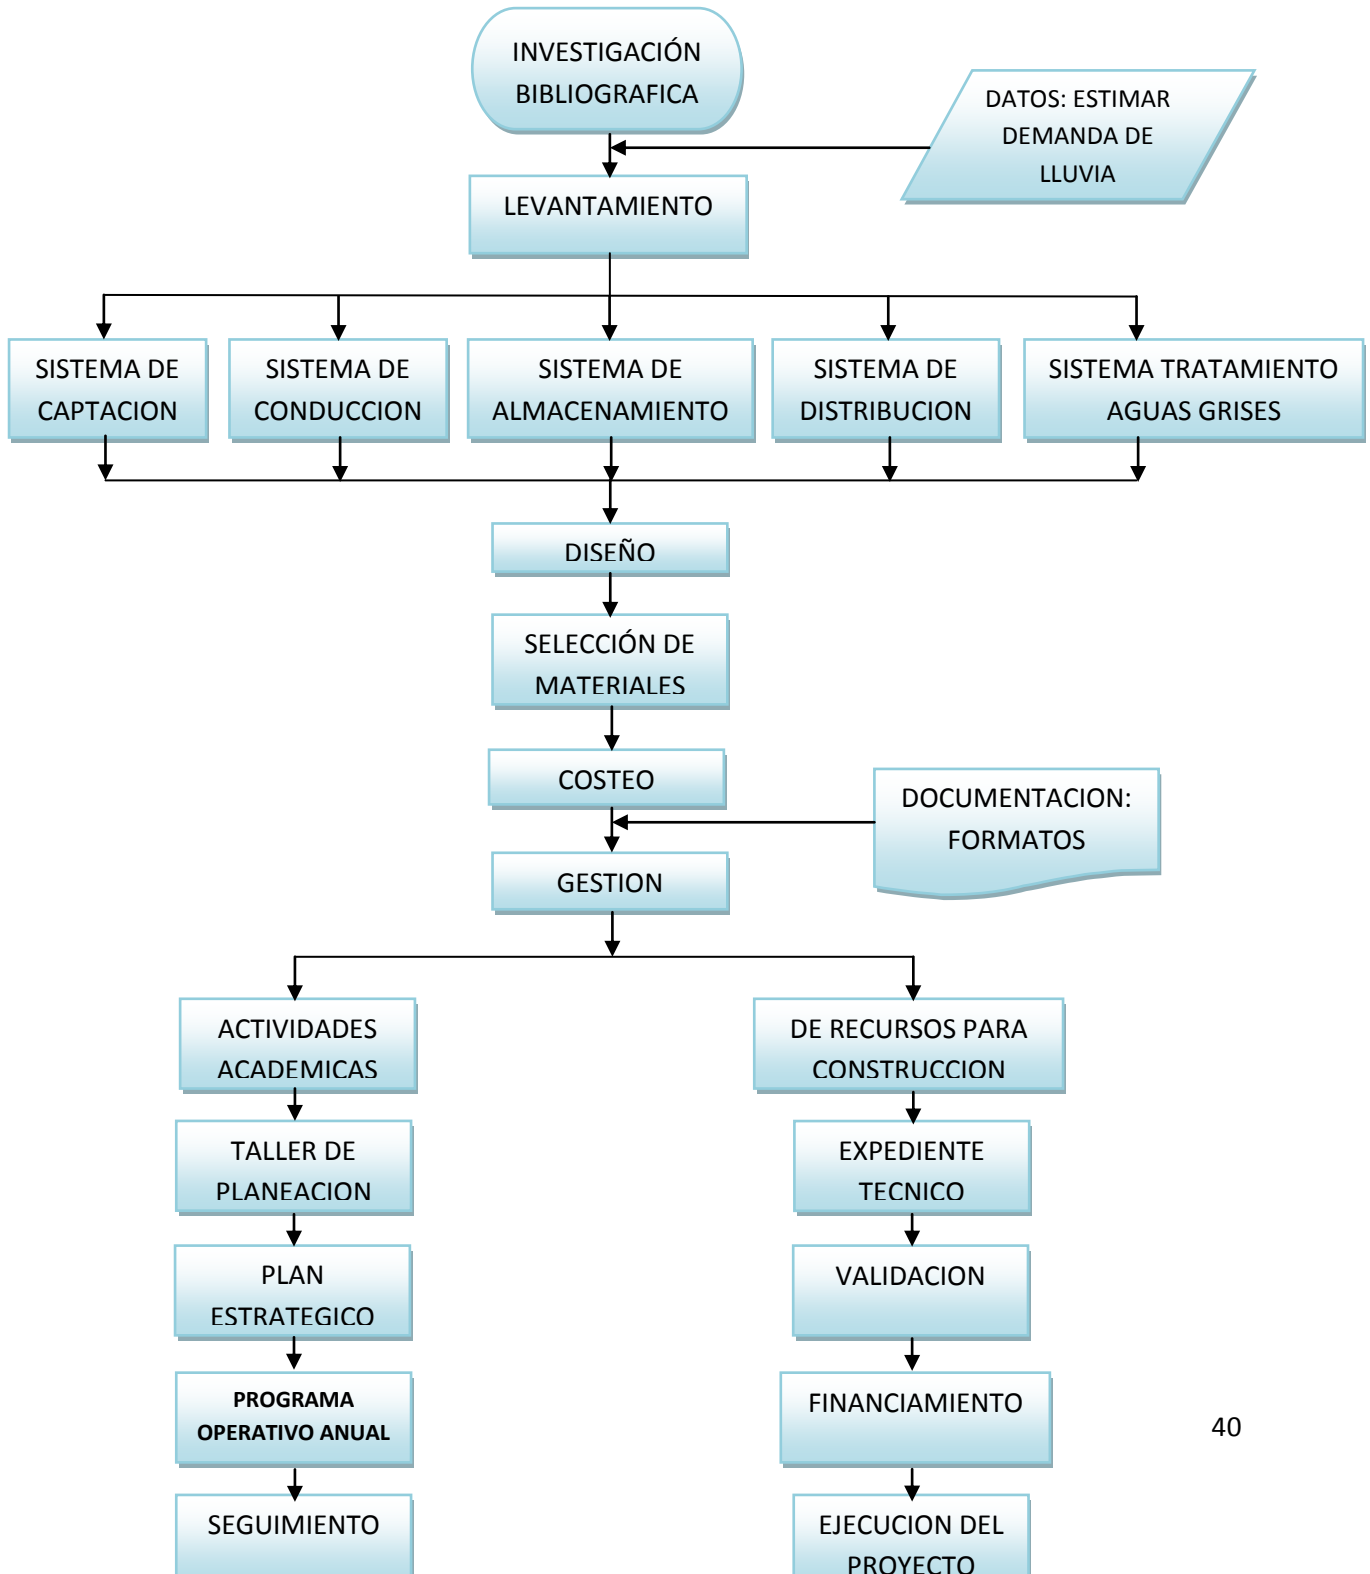 INVESTIGACIÓN
BIBLIOGRAFICA
DATOS: ESTIMAR
DEMANDA DE
LLUVIA
LEVANTAMIENTO
SISTEMA DE
CAPTACION
SISTEMA DE
CONDUCCION
SISTEMA DE
ALMACENAMIENTO
SISTEMA DE
DISTRIBUCION
SISTEMA TRATAMIENTO
AGUAS GRISES
DISEÑO
SELECCIÓN DE
MATERIALES
COSTEO
DOCUMENTACION:
FORMATOS
GESTION
ACTIVIDADES
ACADEMICAS
DE RECURSOS PARA
CONSTRUCCION
TALLER DE
PLANEACION
EXPEDIENTE
TECNICO
PLAN
ESTRATEGICO
VALIDACION
PROGRAMA
OPERATIVO ANUAL
FINANCIAMIENTO
40
SEGUIMIENTO
EJECUCION DEL
PROYECTO